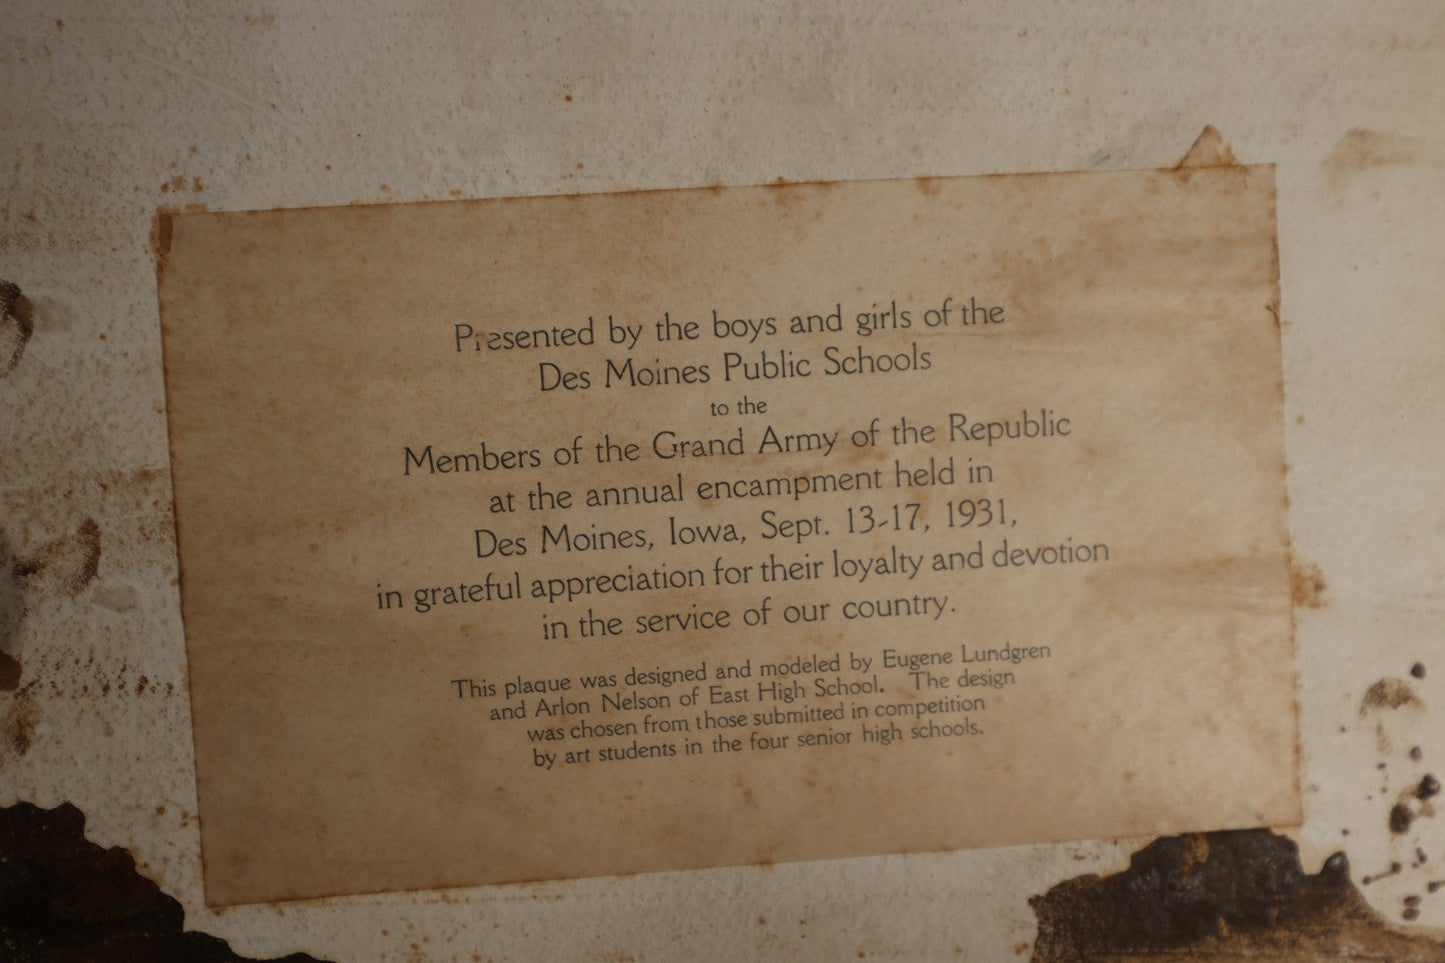 Presented by the boys and girls of the
Des Moines Public Schools
to the
Members of the Grand Army of the Republic
at the annual encampment held in
Des Moines, Iowa, Sept. 13-17, 1931,
in grateful appreciation for their loyalty and devotion
in the service of our country.
This plaque was designed and modeled by Eugene Lundgren
and Arlon Nelson of East High School. The design
was chosen from those submitted in competition
by art students in the four senior high schools.